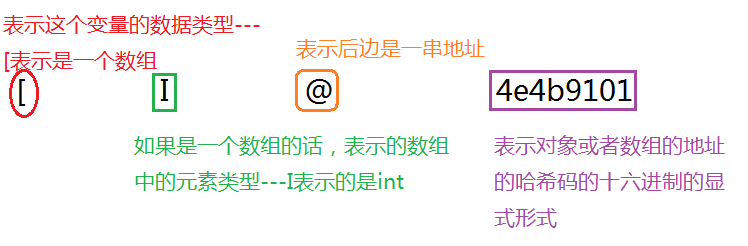 表示这个变量的数据类型---
[表示是一个数组
表示后边是一串地址
[ I @ 4e4b9101
如果是一个数组的话，表示的数组
中的元素类型---I表示的是int
表示对象或者数组的地址
的哈希码的十六进制的显
式形式